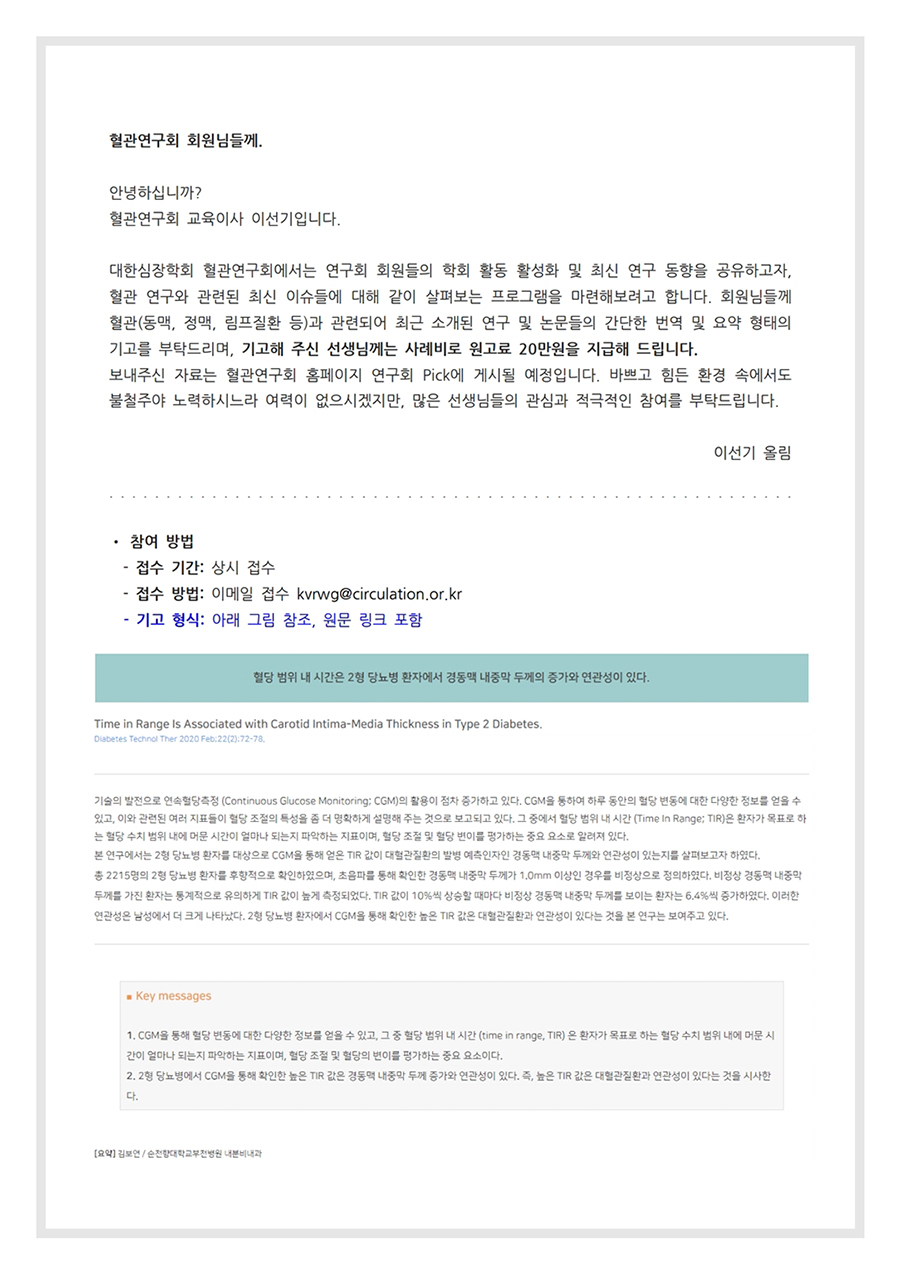 혈관연구회 회원님들께.
안녕하십니까?
혈관연구회 교육이사 이선기입니다.
대한심장학회 혈관연구회에서는 연구회 회원들의 학회 활동 활성화 및 최신 연구 동향을 공유하고자,
혈관 연구와 관련된 최신 이슈들에 대해 같이 살펴보는 프로그램을 마련해보려고 합니다. 회원님들께
혈관(동맥, 정맥, 림프질환 등)과 관련되어 최근 소개된 연구 및 논문들의 간단한 번역 및 요약 형태의
기고를 부탁드리며, 기고해 주신 선생님께는 사례비로 원고료 20만원을 지급해 드립니다.
보내주신 자료는 혈관연구회 홈페이지 연구회 Pick에 게시될 예정입니다. 바쁘고 힘든 환경 속에서도
불철주야 노력하시느라 여력이 없으시겠지만, 많은 선생님들의 관심과 적극적인 참여를 부탁드립니다.
이선기 올림
• 참여 방법
- 접수 기간: 상시 접수
- 접수 방법: 이메일 접수 kvrwg@circulation.or.kr
- 기고 형식: 아래 그림 참조, 원문 링크 포함
혈당 범위 내 시간은 2형 당뇨병 환자에서 경동맥 내중막 두께의 증가와 연관성이 있다.
Time in Range Is Associated with Carotid Intima-Media Thickness in Type 2 Diabetes.
Diabetes Technol Ther 2020 Feb;22(2):72-78.
기술의 발전으로 연속혈당측정 (Continuous Glucose Monitoring; CGM)의 활용이 점차 증가하고 있다. CGM을 통하여 하루 동안의 혈당 변동에 대한 다양한 정보를 얻을 수
있고, 이와 관련된 여러 지표들이 혈당 조절의 특성을 좀 더 명확하게 설명해 주는 것으로 보고되고 있다. 그 중에서 혈당 범위 내 시간 (Time In Range; TIR)은 환자가 목표로 하
는 혈당 수치 범위 내에 머문 시간이 얼마나 되는지 파악하는 지표이며, 혈당 조절 및 혈당 변이를 평가하는 중요 요소로 알려져 있다.
본 연구에서는 2형 당뇨병 환자를 대상으로 CGM을 통해 얻은 TIR 값이 대혈관질환의 발병 예측인자인 경동맥 내중막 두께와 연관성이 있는지를 살펴보고자 하였다.
총 2215명의 2형 당뇨병 환자를 후향적으로 확인하였으며, 초음파를 통해 확인한 경동맥 내중막 두께가 1.0mm 이상인 경우를 비정상으로 정의하였다. 비정상 경동맥 내중막
두께를 가진 환자는 통계적으로 유의하게 TIR 값이 높게 측정되었다. TIR 값이 10%씩 상승할 때마다 비정상 경동맥 내중막 두께를 보이는 환자는 6.4%씩 증가하였다. 이러한
연관성은 남성에서 더 크게 나타났다. 2형 당뇨병 환자에서 CGM을 통해 확인한 높은 TIR 값은 대혈관질환과 연관성이 있다는 것을 본 연구는 보여주고 있다.
■ Key messages
1. CGM을 통해 혈당 변동에 대한 다양한 정보를 얻을 수 있고, 그 중 혈당 범위 내 시간 (time in range, TIR) 은 환자가 목표로 하는 혈당 수치 범위 내에 머문 시
간이 얼마나 되는지 파악하는 지표이며, 혈당 조절 및 혈당의 변이를 평가하는 중요 요소이다.
2. 2형 당뇨병에서 CGM을 통해 확인한 높은 TIR 값은 경동맥 내중막 두께 증가와 연관성이 있다. 즉, 높은 TIR 값은 대혈관질환과 연관성이 있다는 것을 시사한
다.
[요약] 김보연 / 순천향대학교부천병원 내분비내과